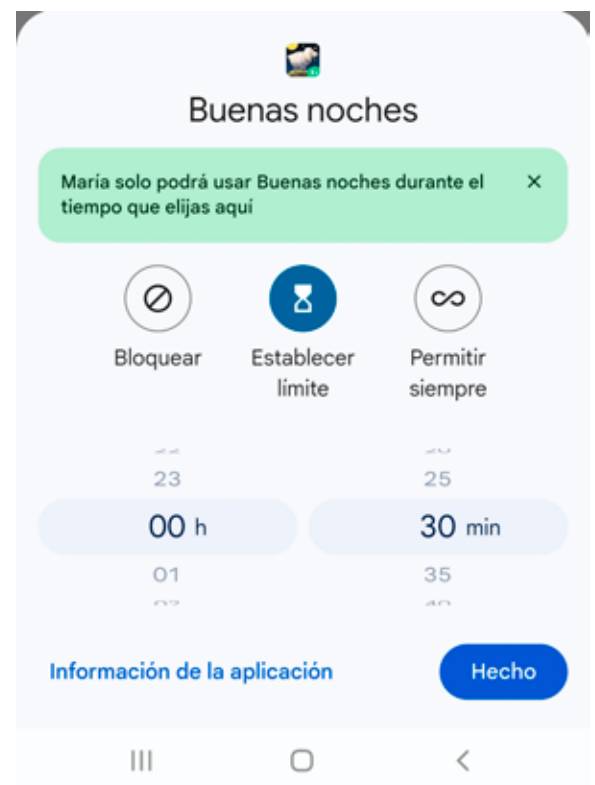 Buenas noches
María solo podrá usar Buenas noches durante el
tiempo que elijas aquí
Bloquear
Establecer
límite
Permitir
siempre
23
25
00 h
30 min
01
35
Información de la aplicación
Hecho